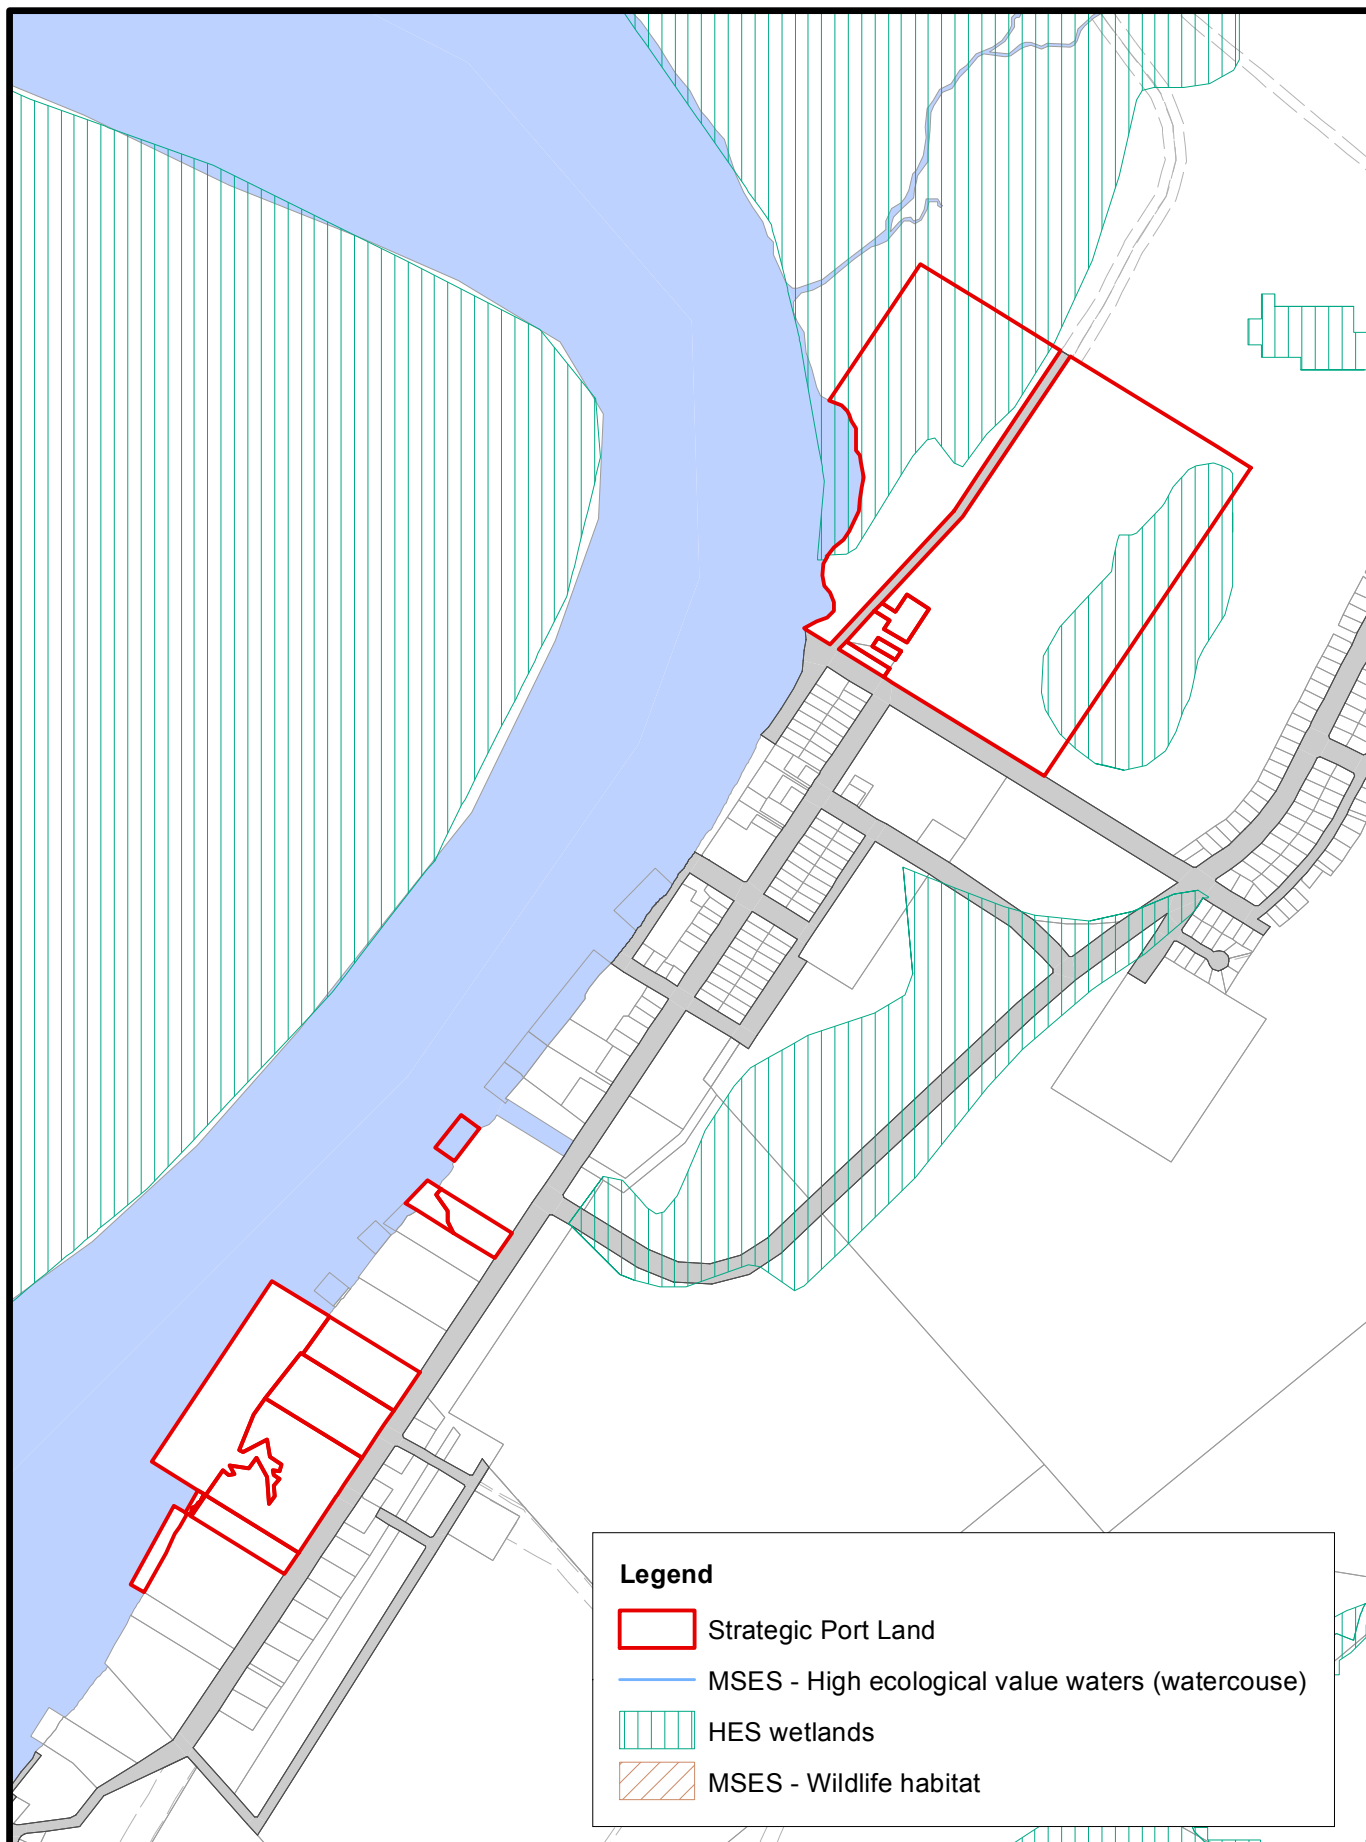 Legend
Strategic Port Land
MSES - High ecological value waters (watercouse)
HES wetlands
MSES - Wildlife habitat